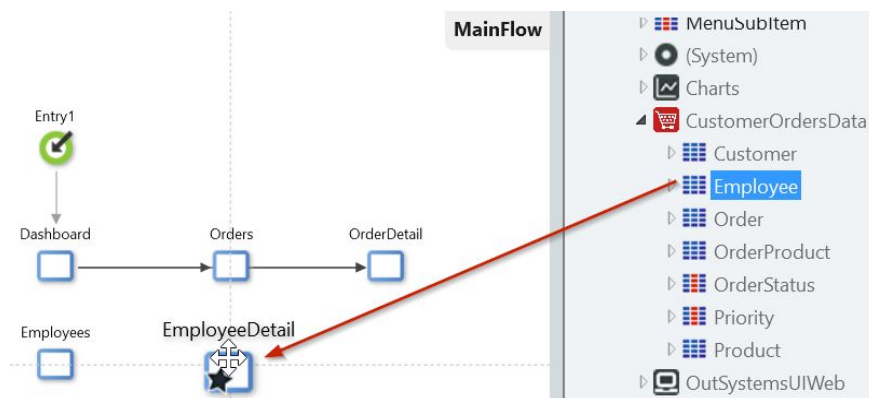 MainFlow
Entry1
Dashboard
Orders
OrderDetail
Employees
EmployeeDetail
MenuSubItem
(System)
Charts
CustomerOrdersData
Customer
Employee
Order
OrderProduct
OrderStatus
Priority
Product
OutSystemsUIWeb